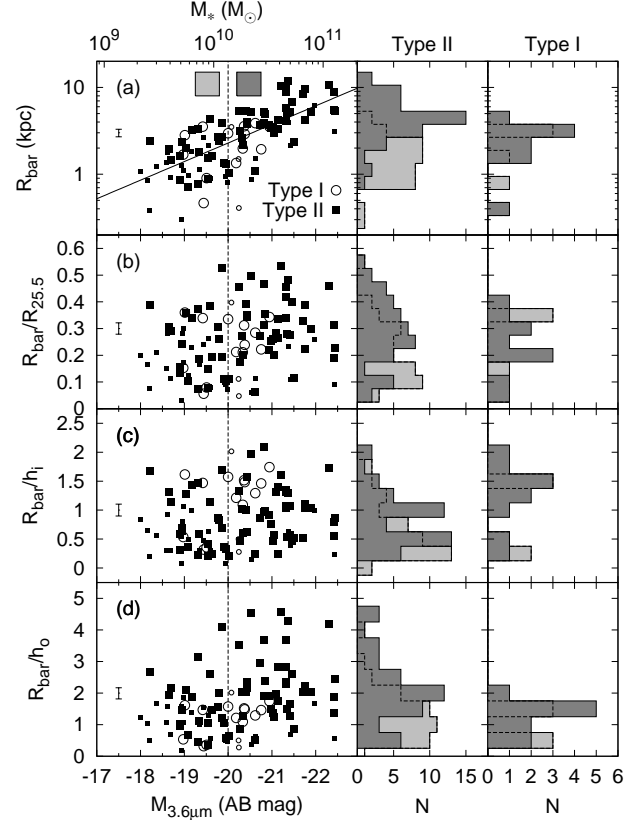 M* (M⊙)
10^9 10^10 10^11
Type II Type I
(a)
R_bar (kpc)
10
1
Type I
Type II
(b)
R_bar/R_25.5
0.6
0.5
0.4
0.3
0.2
0.1
0
(c)
R_bar/h_i
2.5
2
1.5
1
0.5
0
(d)
R_bar/h_o
5
4
3
2
1
0
-17 -18 -19 -20 -21 -22
0 5 10 15
0 1 2 3 4 5 6
M_3.6μm (AB mag)
N
N